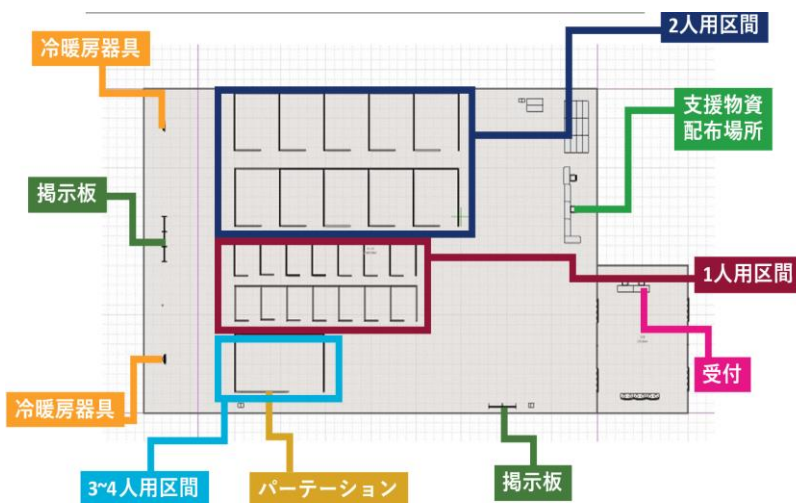 2人用区間
冷暖房器具
支援物資
配布場所
掲示板
1人用区間
受付
冷暖房器具
3~4人用区間
パーテーション
掲示板